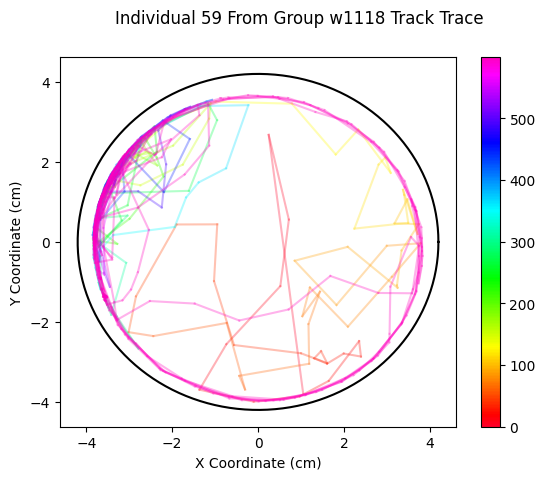 Individual 59 From Group w1118 Track Trace
4
2
0
−2
−4
Y Coordinate (cm)
−4 −2 0 2 4
X Coordinate (cm)
500
400
300
200
100
0